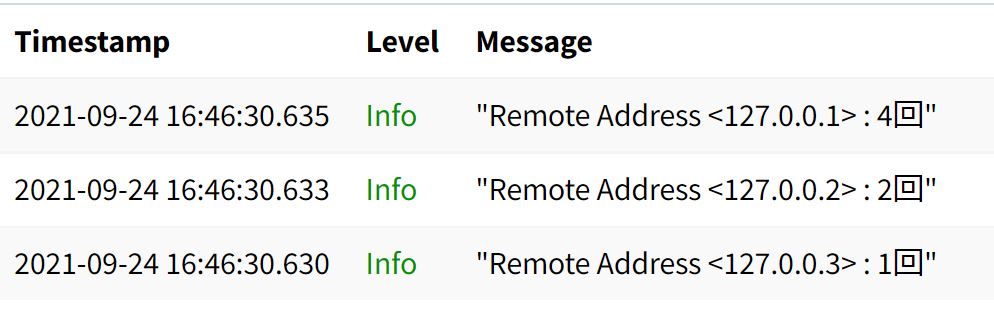 Timestamp Level Message
2021-09-24 16:46:30.635 Info "Remote Address <127.0.0.1> : 4回"
2021-09-24 16:46:30.633 Info "Remote Address <127.0.0.2> : 2回"
2021-09-24 16:46:30.630 Info "Remote Address <127.0.0.3> : 1回"